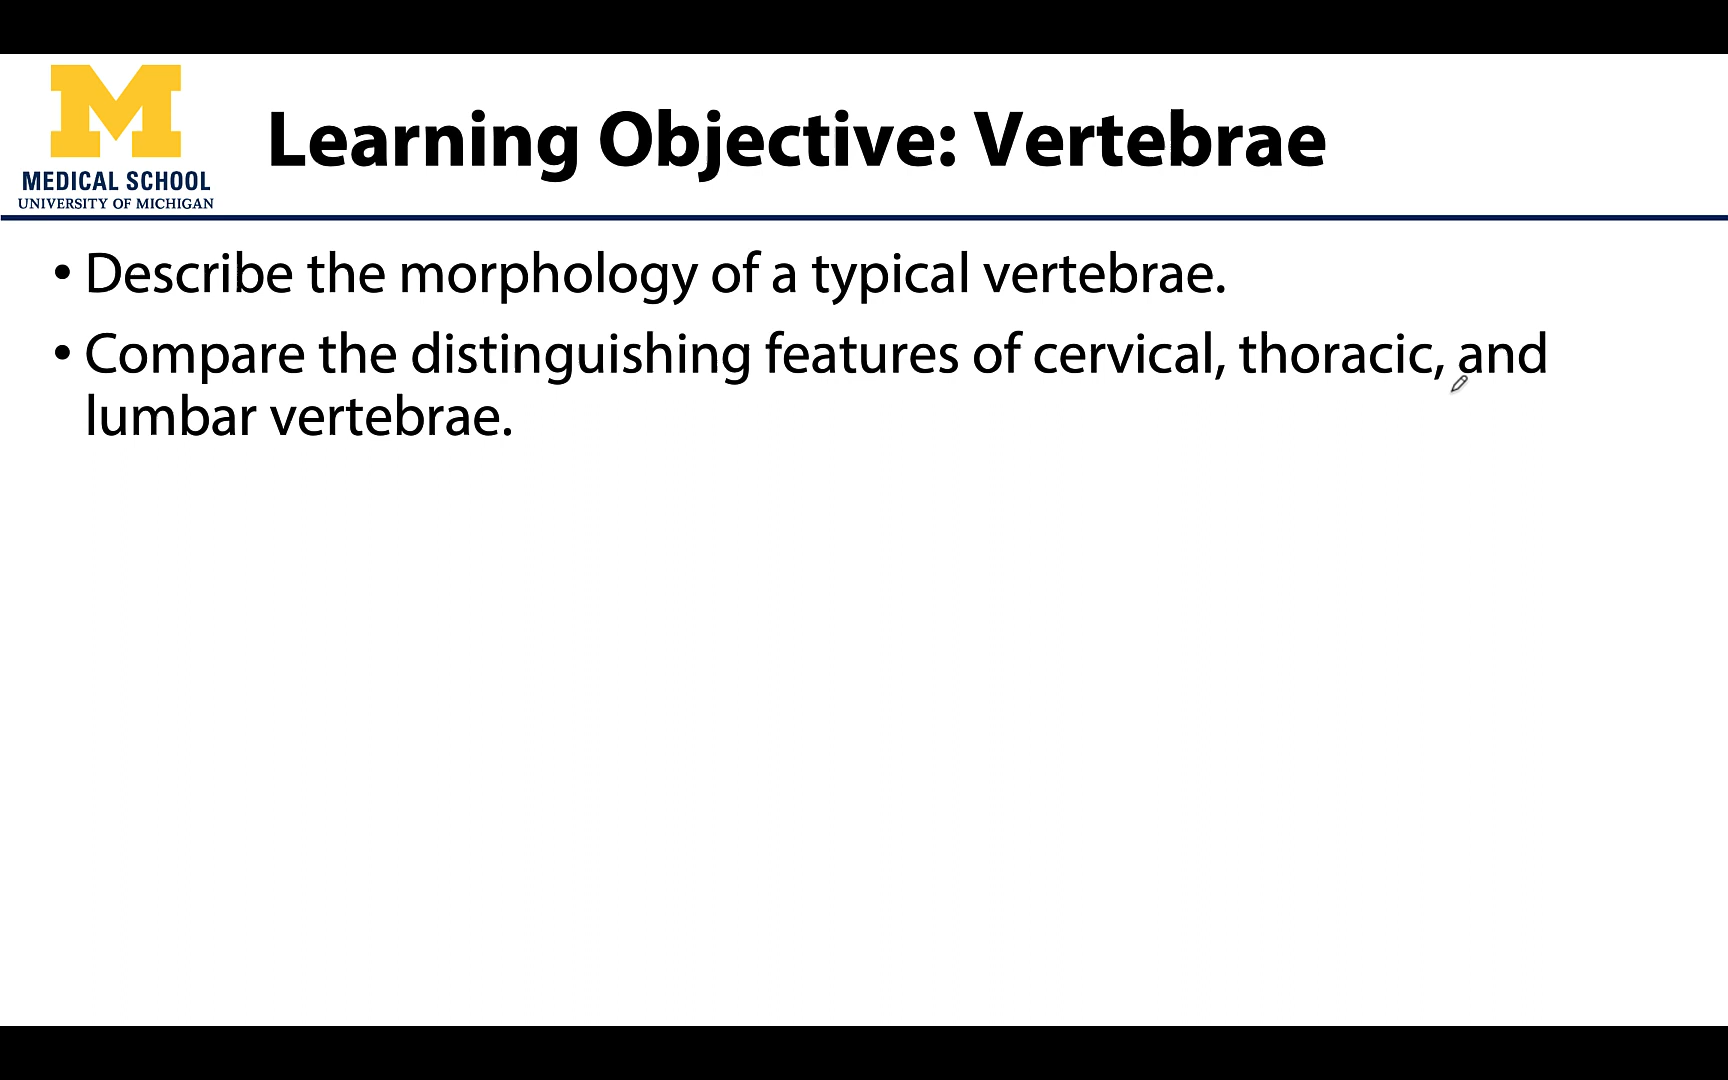 MEDICAL SCHOOL
UNIVERSITY OF MICHIGAN
Learning Objective: Vertebrae
• Describe the morphology of a typical vertebrae.
• Compare the distinguishing features of cervical, thoracic, and
lumbar vertebrae.